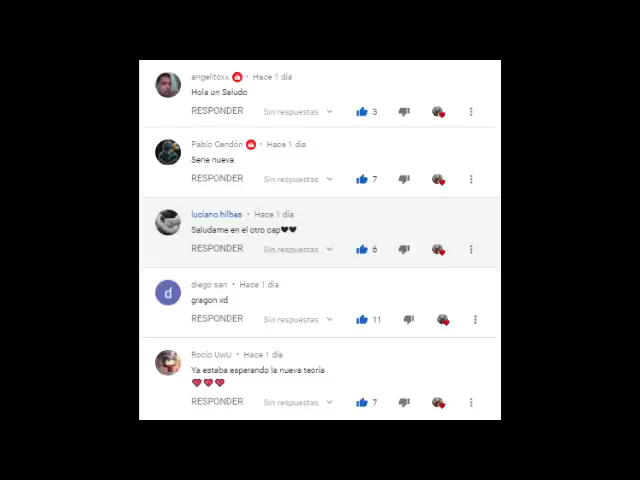 angelitoxx • Hace 1 día
Hola un Saludo
RESPONDER Sin respuestas 3
Pablo Cendón • Hace 1 día
Serie nueva
RESPONDER Sin respuestas 7
luciano hilbes • Hace 1 día
Saludame en el otro cap🖤🖤
RESPONDER Sin respuestas 6
d
diego san • Hace 1 día
gragon xd
RESPONDER Sin respuestas 11
Rocío UwU • Hace 1 día
Ya estaba esperando la nueva teoría
❤❤❤
RESPONDER Sin respuestas 7